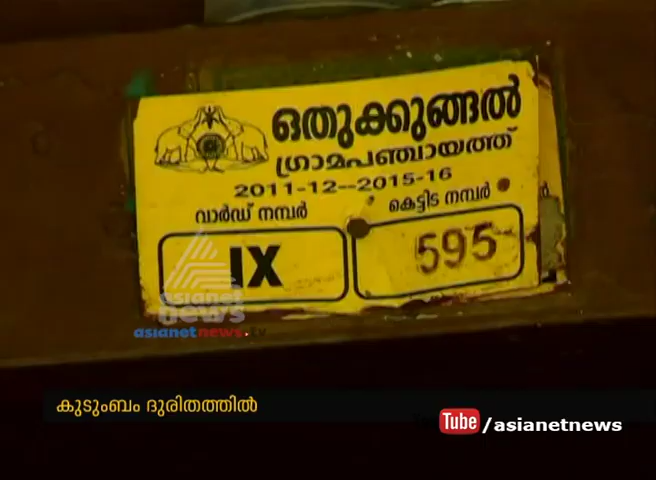 ഒതുക്കുങ്ങൽ
ഗ്രാമപഞ്ചായത്ത്
2011-12--2015-16
വാർഡ് നമ്പർ
കെട്ടിട നമ്പർ
IX
595
asianet
news
asianetnews.tv
കുടുംബം ദുരിതത്തിൽ
Tube /asianetnews